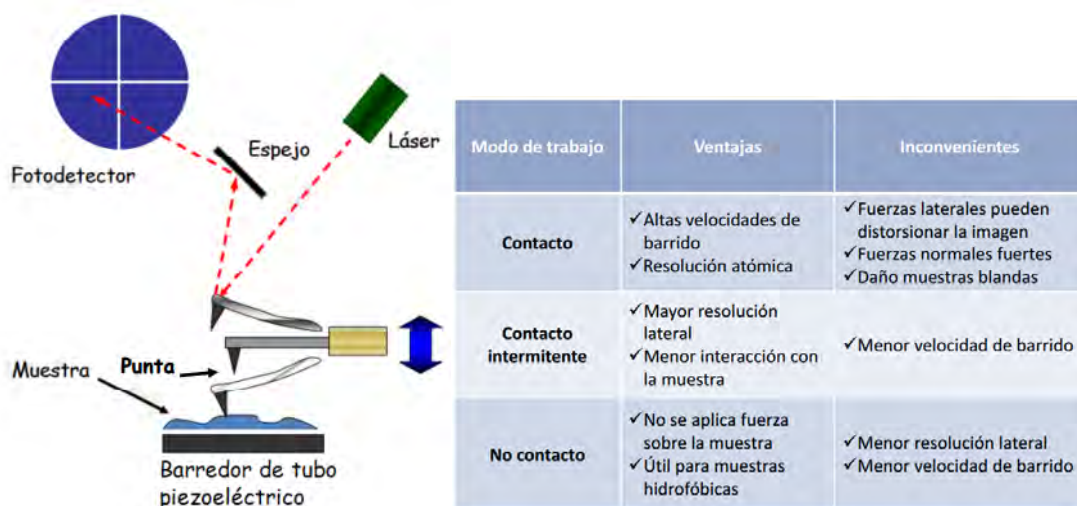 Fotodetector
Espejo
Láser
Punta
Muestra
Barredor de tubo
piezoeléctrico
Modo de trabajo
Ventajas
Inconvenientes
Contacto
✓Altas velocidades de
barrido
✓Resolución atómica
✓Fuerzas laterales pueden
distorsionar la imagen
✓Fuerzas normales fuertes
✓Daño muestras blandas
Contacto
intermitente
✓Mayor resolución
lateral
✓Menor interacción con
la muestra
✓Menor velocidad de barrido
No contacto
✓No se aplica fuerza
sobre la muestra
✓Útil para muestras
hidrofóbicas
✓Menor resolución lateral
✓Menor velocidad de barrido